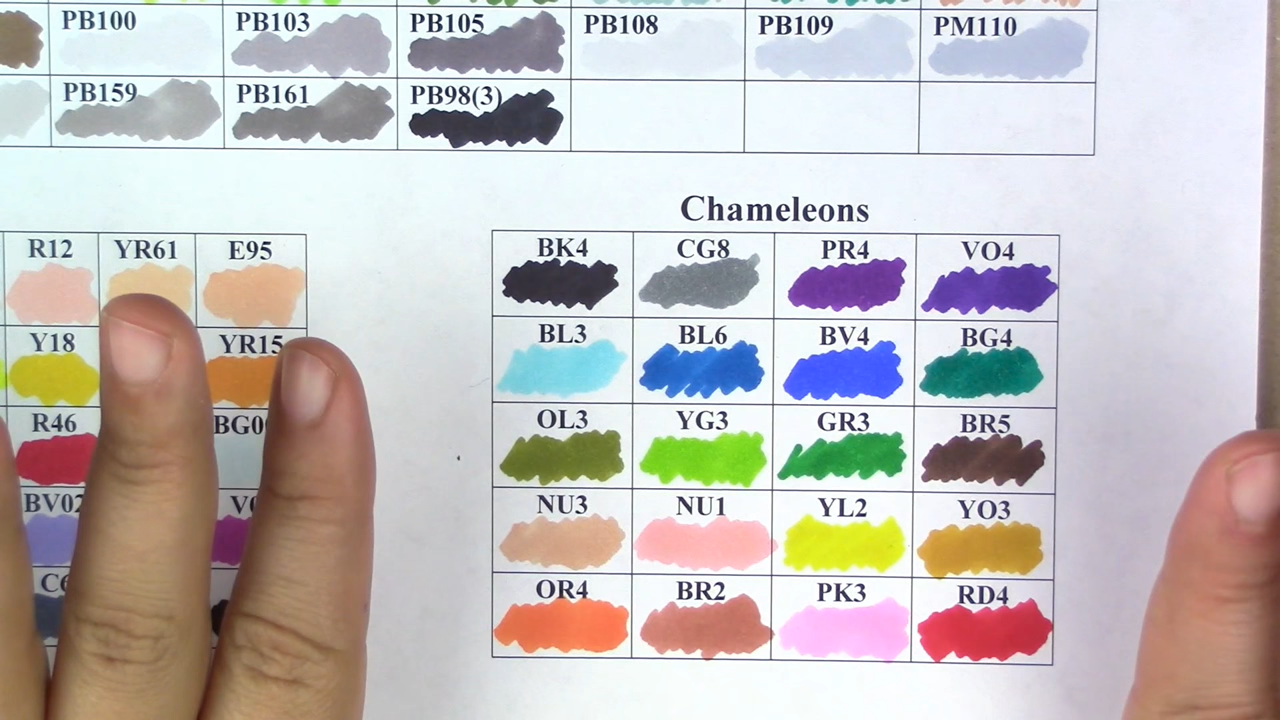 PB100 PB103 PB105 PB108 PB109 PM110
PB159 PB161 PB98(3)
Chameleons
R12 YR61 E95
Y18 YR15
R46
BV02
BK4 CG8 PR4 VO4
BL3 BL6 BV4 BG4
OL3 YG3 GR3 BR5
NU3 NU1 YL2 YO3
OR4 BR2 PK3 RD4